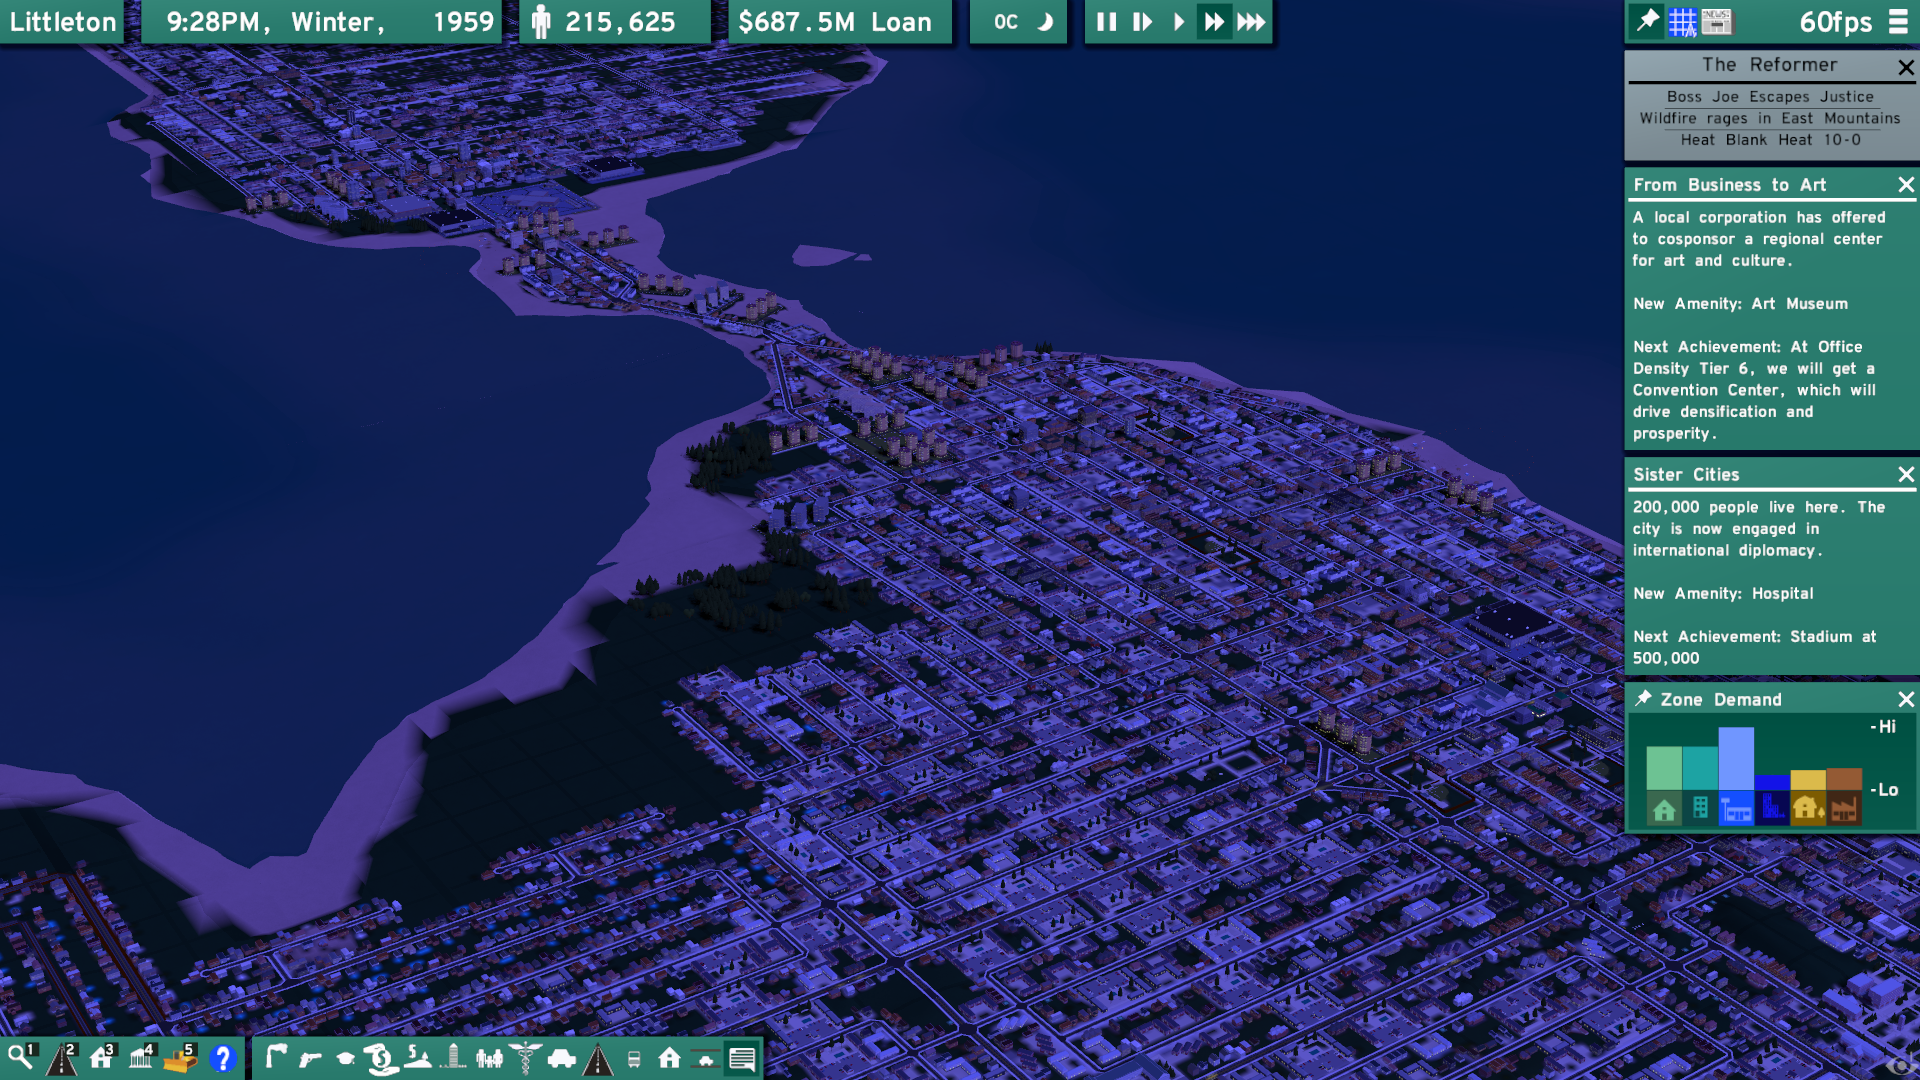 Littleton
9:28PM, Winter, 1959
215,625
$687.5M Loan
0C
NEWS
60fps
The Reformer
Boss Joe Escapes Justice
Wildfire rages in East Mountains
Heat Blank Heat 10-0
From Business to Art
A local corporation has offered
to cosponsor a regional center
for art and culture.
New Amenity: Art Museum
Next Achievement: At Office
Density Tier 6, we will get a
Convention Center, which will
drive densification and
prosperity.
Sister Cities
200,000 people live here. The
city is now engaged in
international diplomacy.
New Amenity: Hospital
Next Achievement: Stadium at
500,000
Zone Demand
-Hi
-Lo
1 2 3 4 5 ?